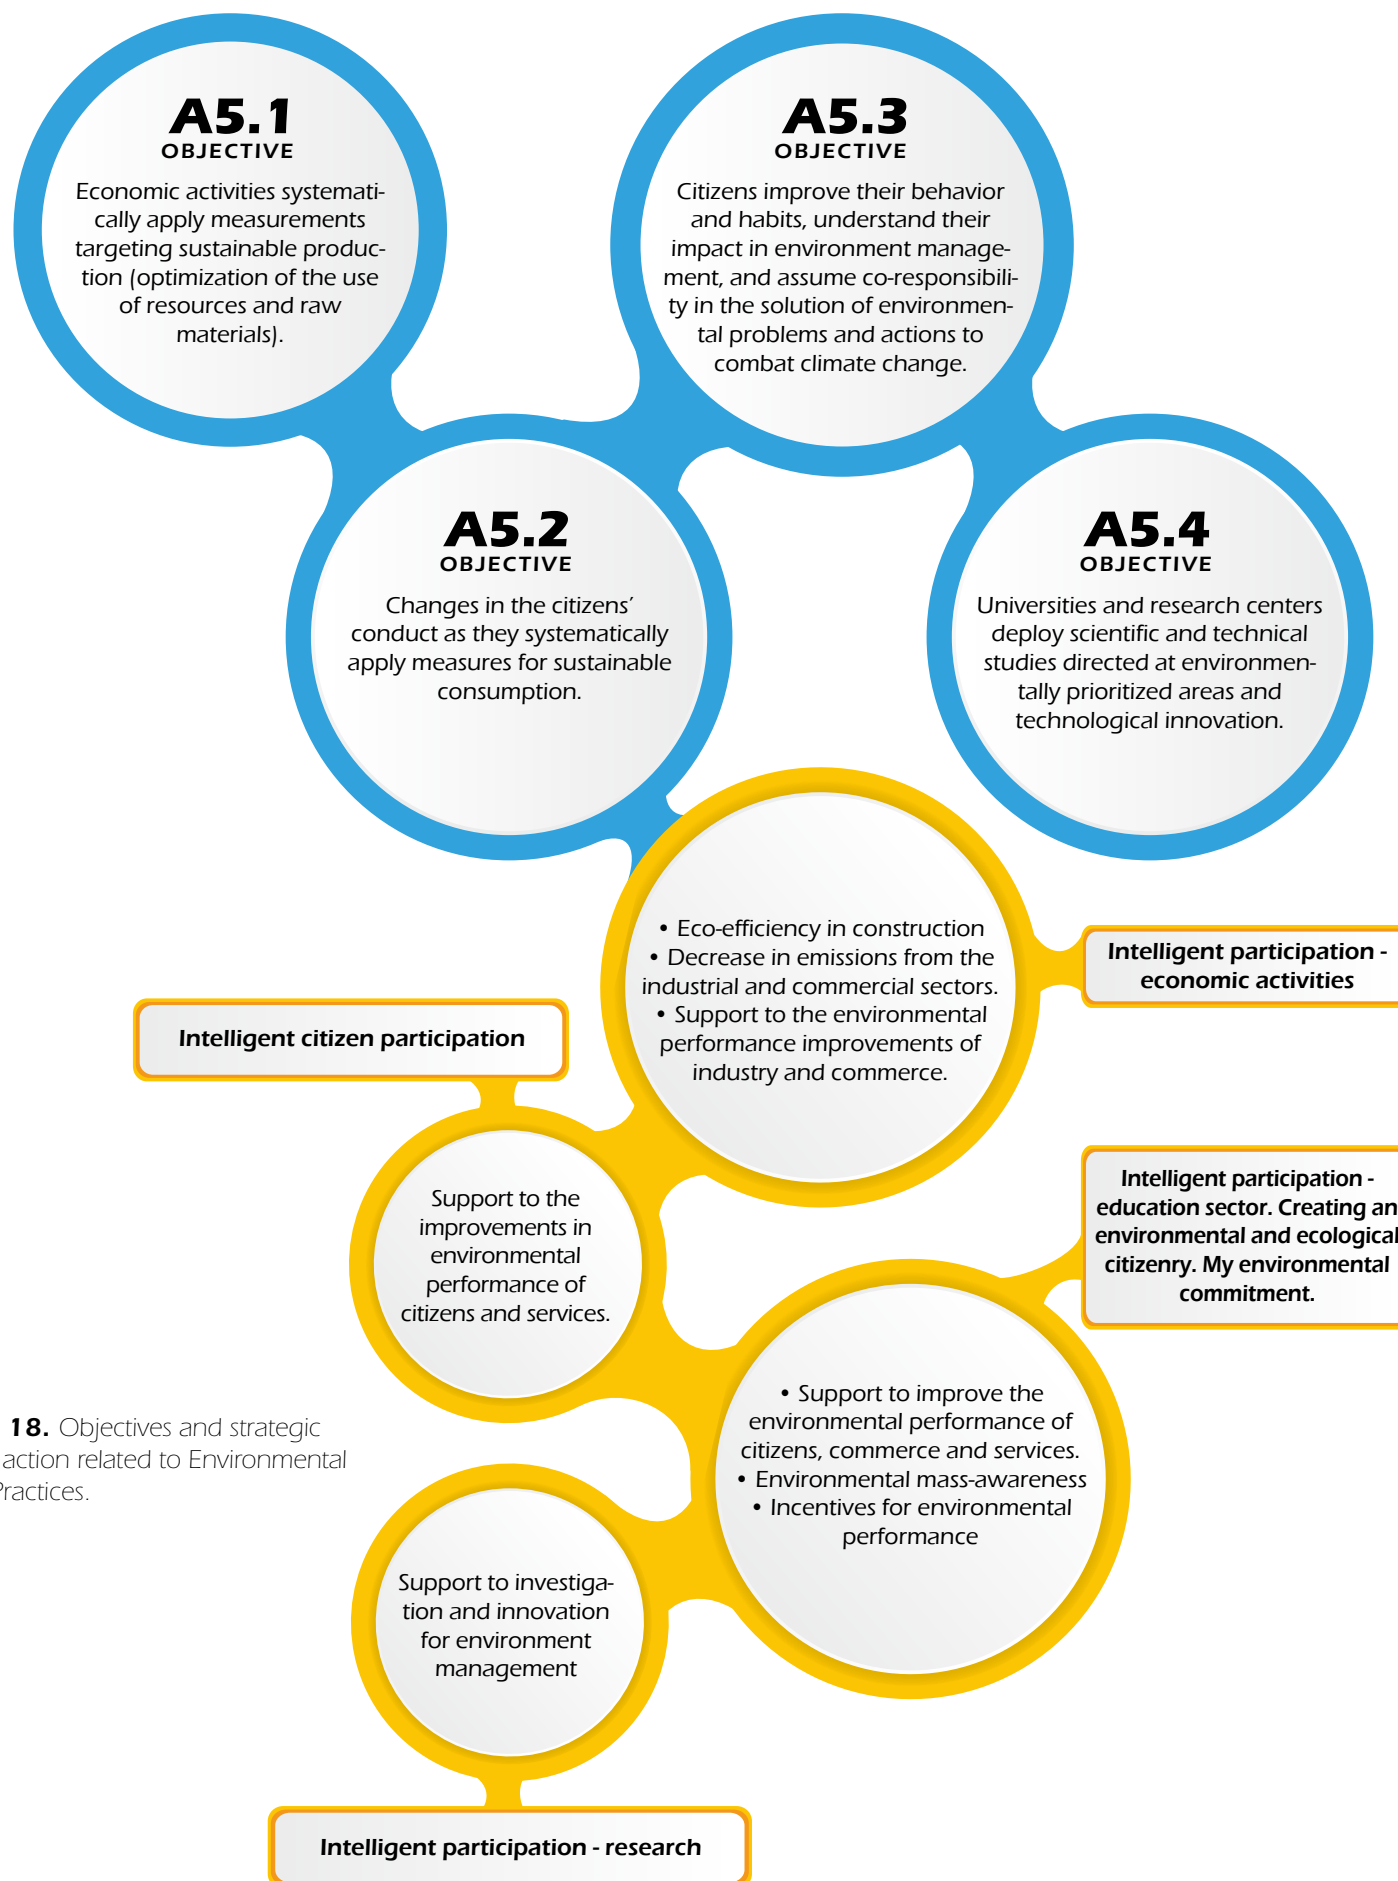 A5.1
OBJECTIVE
Economic activities systemati-
cally apply measurements
targeting sustainable produc-
tion (optimization of the use
of resources and raw
materials).
A5.3
OBJECTIVE
Citizens improve their behavior
and habits, understand their
impact in environment manage-
ment, and assume co-responsibili-
ty in the solution of environmen-
tal problems and actions to
combat climate change.
A5.2
OBJECTIVE
Changes in the citizens’
conduct as they systematically
apply measures for sustainable
consumption.
A5.4
OBJECTIVE
Universities and research centers
deploy scientific and technical
studies directed at environmen-
tally prioritized areas and
technological innovation.
• Eco-efficiency in construction
• Decrease in emissions from the
industrial and commercial sectors.
• Support to the environmental
performance improvements of
industry and commerce.
Intelligent participation -
economic activities
Intelligent citizen participation
Support to the
improvements in
environmental
performance of
citizens and services.
Intelligent participation -
education sector. Creating an
environmental and ecological
citizenry. My environmental
commitment.
• Support to improve the
environmental performance of
citizens, commerce and services.
• Environmental mass-awareness
• Incentives for environmental
performance
18. Objectives and strategic
action related to Environmental
Practices.
Support to investiga-
tion and innovation
for environment
management
Intelligent participation - research